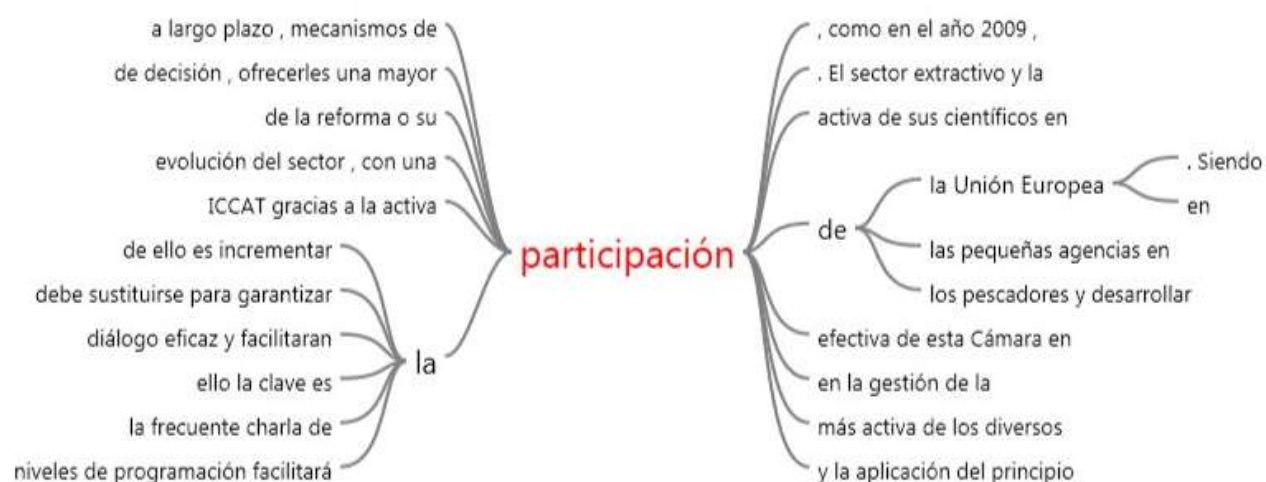 a largo plazo , mecanismos de
de decisión , ofrecerles una mayor
de la reforma o su
evolución del sector , con una
ICCAT gracias a la activa
de ello es incrementar
debe sustituirse para garantizar
diálogo eficaz y facilitaran
ello la clave es
la frecuente charla de
niveles de programación facilitará
la
participación
, como en el año 2009 ,
. El sector extractivo y la
activa de sus científicos en
de
la Unión Europea
. Siendo
en
las pequeñas agencias en
los pescadores y desarrollar
efectiva de esta Cámara en
en la gestión de la
más activa de los diversos
y la aplicación del principio